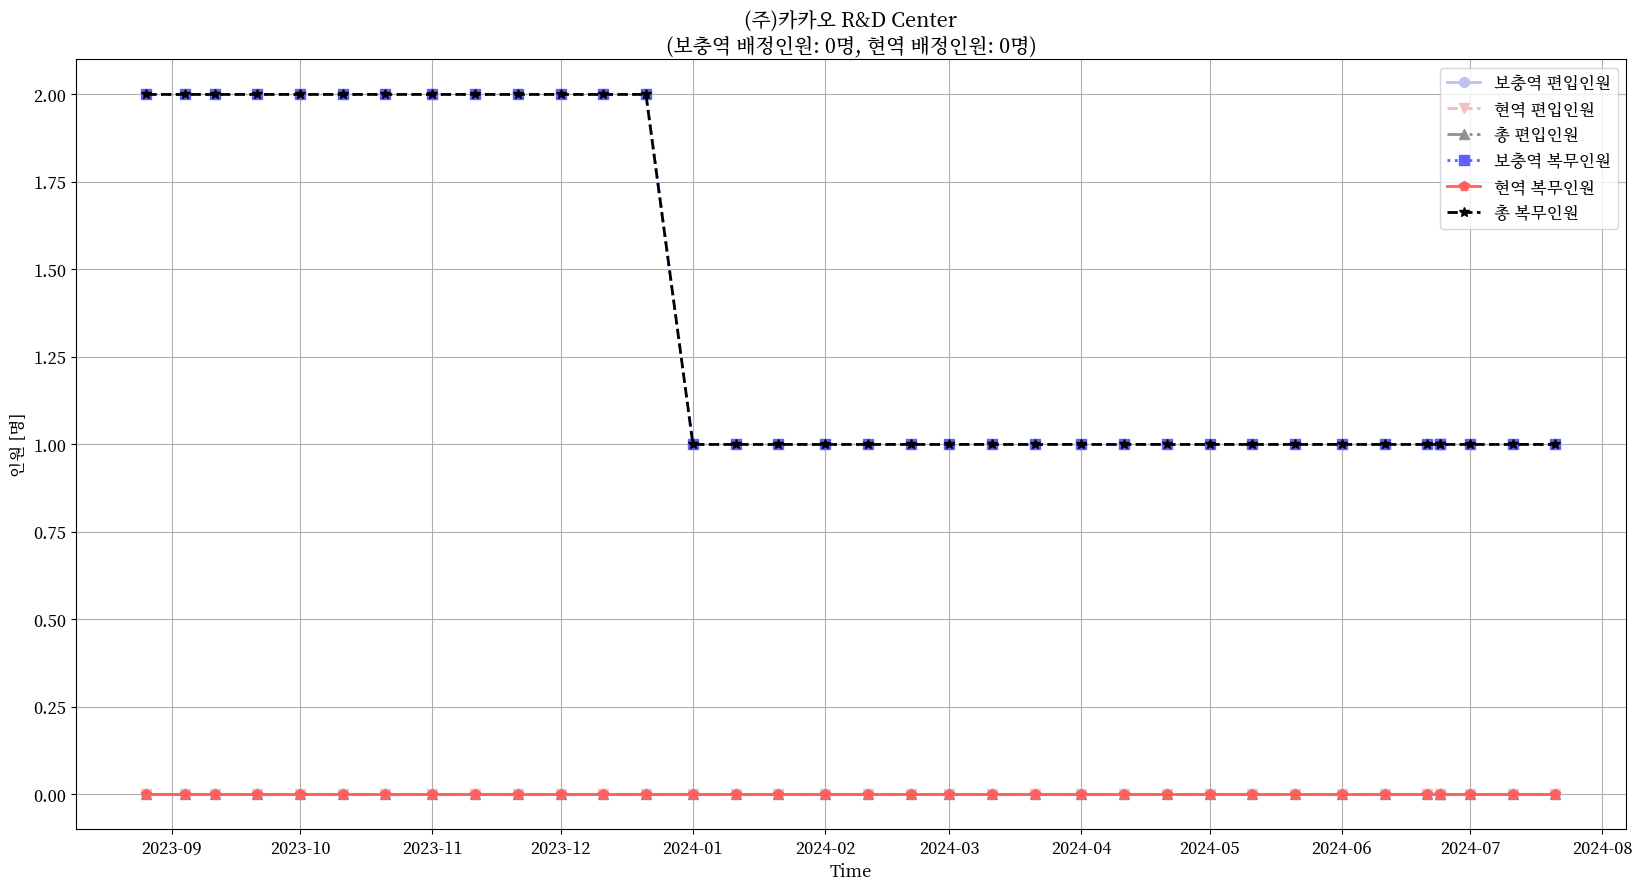 (주)카카오 R&D Center
(보충역 배정인원: 0명, 현역 배정인원: 0명)
보충역 편입인원
현역 편입인원
총 편입인원
보충역 복무인원
현역 복무인원
총 복무인원
인원 [명]
2.00
1.75
1.50
1.25
1.00
0.75
0.50
0.25
0.00
2023-09
2023-10
2023-11
2023-12
2024-01
2024-02
2024-03
2024-04
2024-05
2024-06
2024-07
2024-08
Time